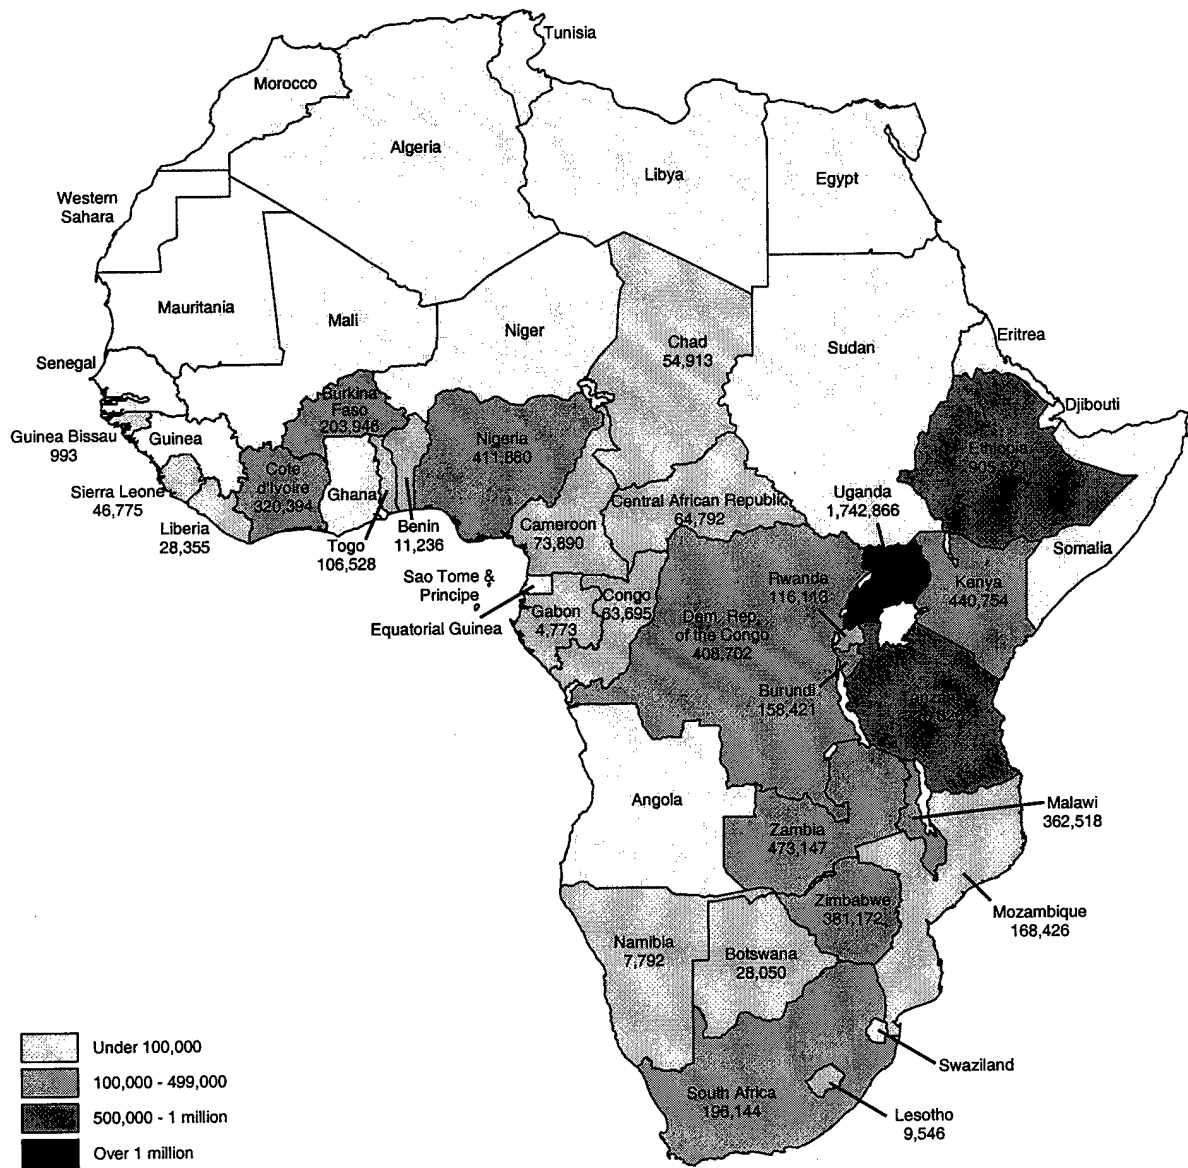 Tunisia
Morocco
Algeria
Libya
Egypt
Western
Sahara
Mauritania
Mali
Niger
Chad
54,913
Sudan
Eritrea
Senegal
Djibouti
Burkina
Faso
203,948
Guinea Bissau
993
Guinea
Nigeria
411,880
Ethiopia
Cote
d'Ivoire
320,394
Ghana
Sierra Leone
46,775
Liberia
28,355
Togo
106,528
Benin
11,236
Cameroon
73,890
Central African Republic
64,792
Uganda
1,742,866
Somalia
Sao Tome &
Principe
Equatorial Guinea
Gabon
4,773
Congo
63,695
Rwanda
Dem. Rep.
of the Congo
408,702
Kenya
440,754
Burundi
158,421
Angola
Zambia
473,147
Malawi
362,518
Zimbabwe
381,172
Mozambique
168,426
Namibia
7,792
Botswana
28,050
Swaziland
South Africa
Lesotho
9,546
Under 100,000
100,000 - 499,000
500,000 - 1 million
Over 1 million